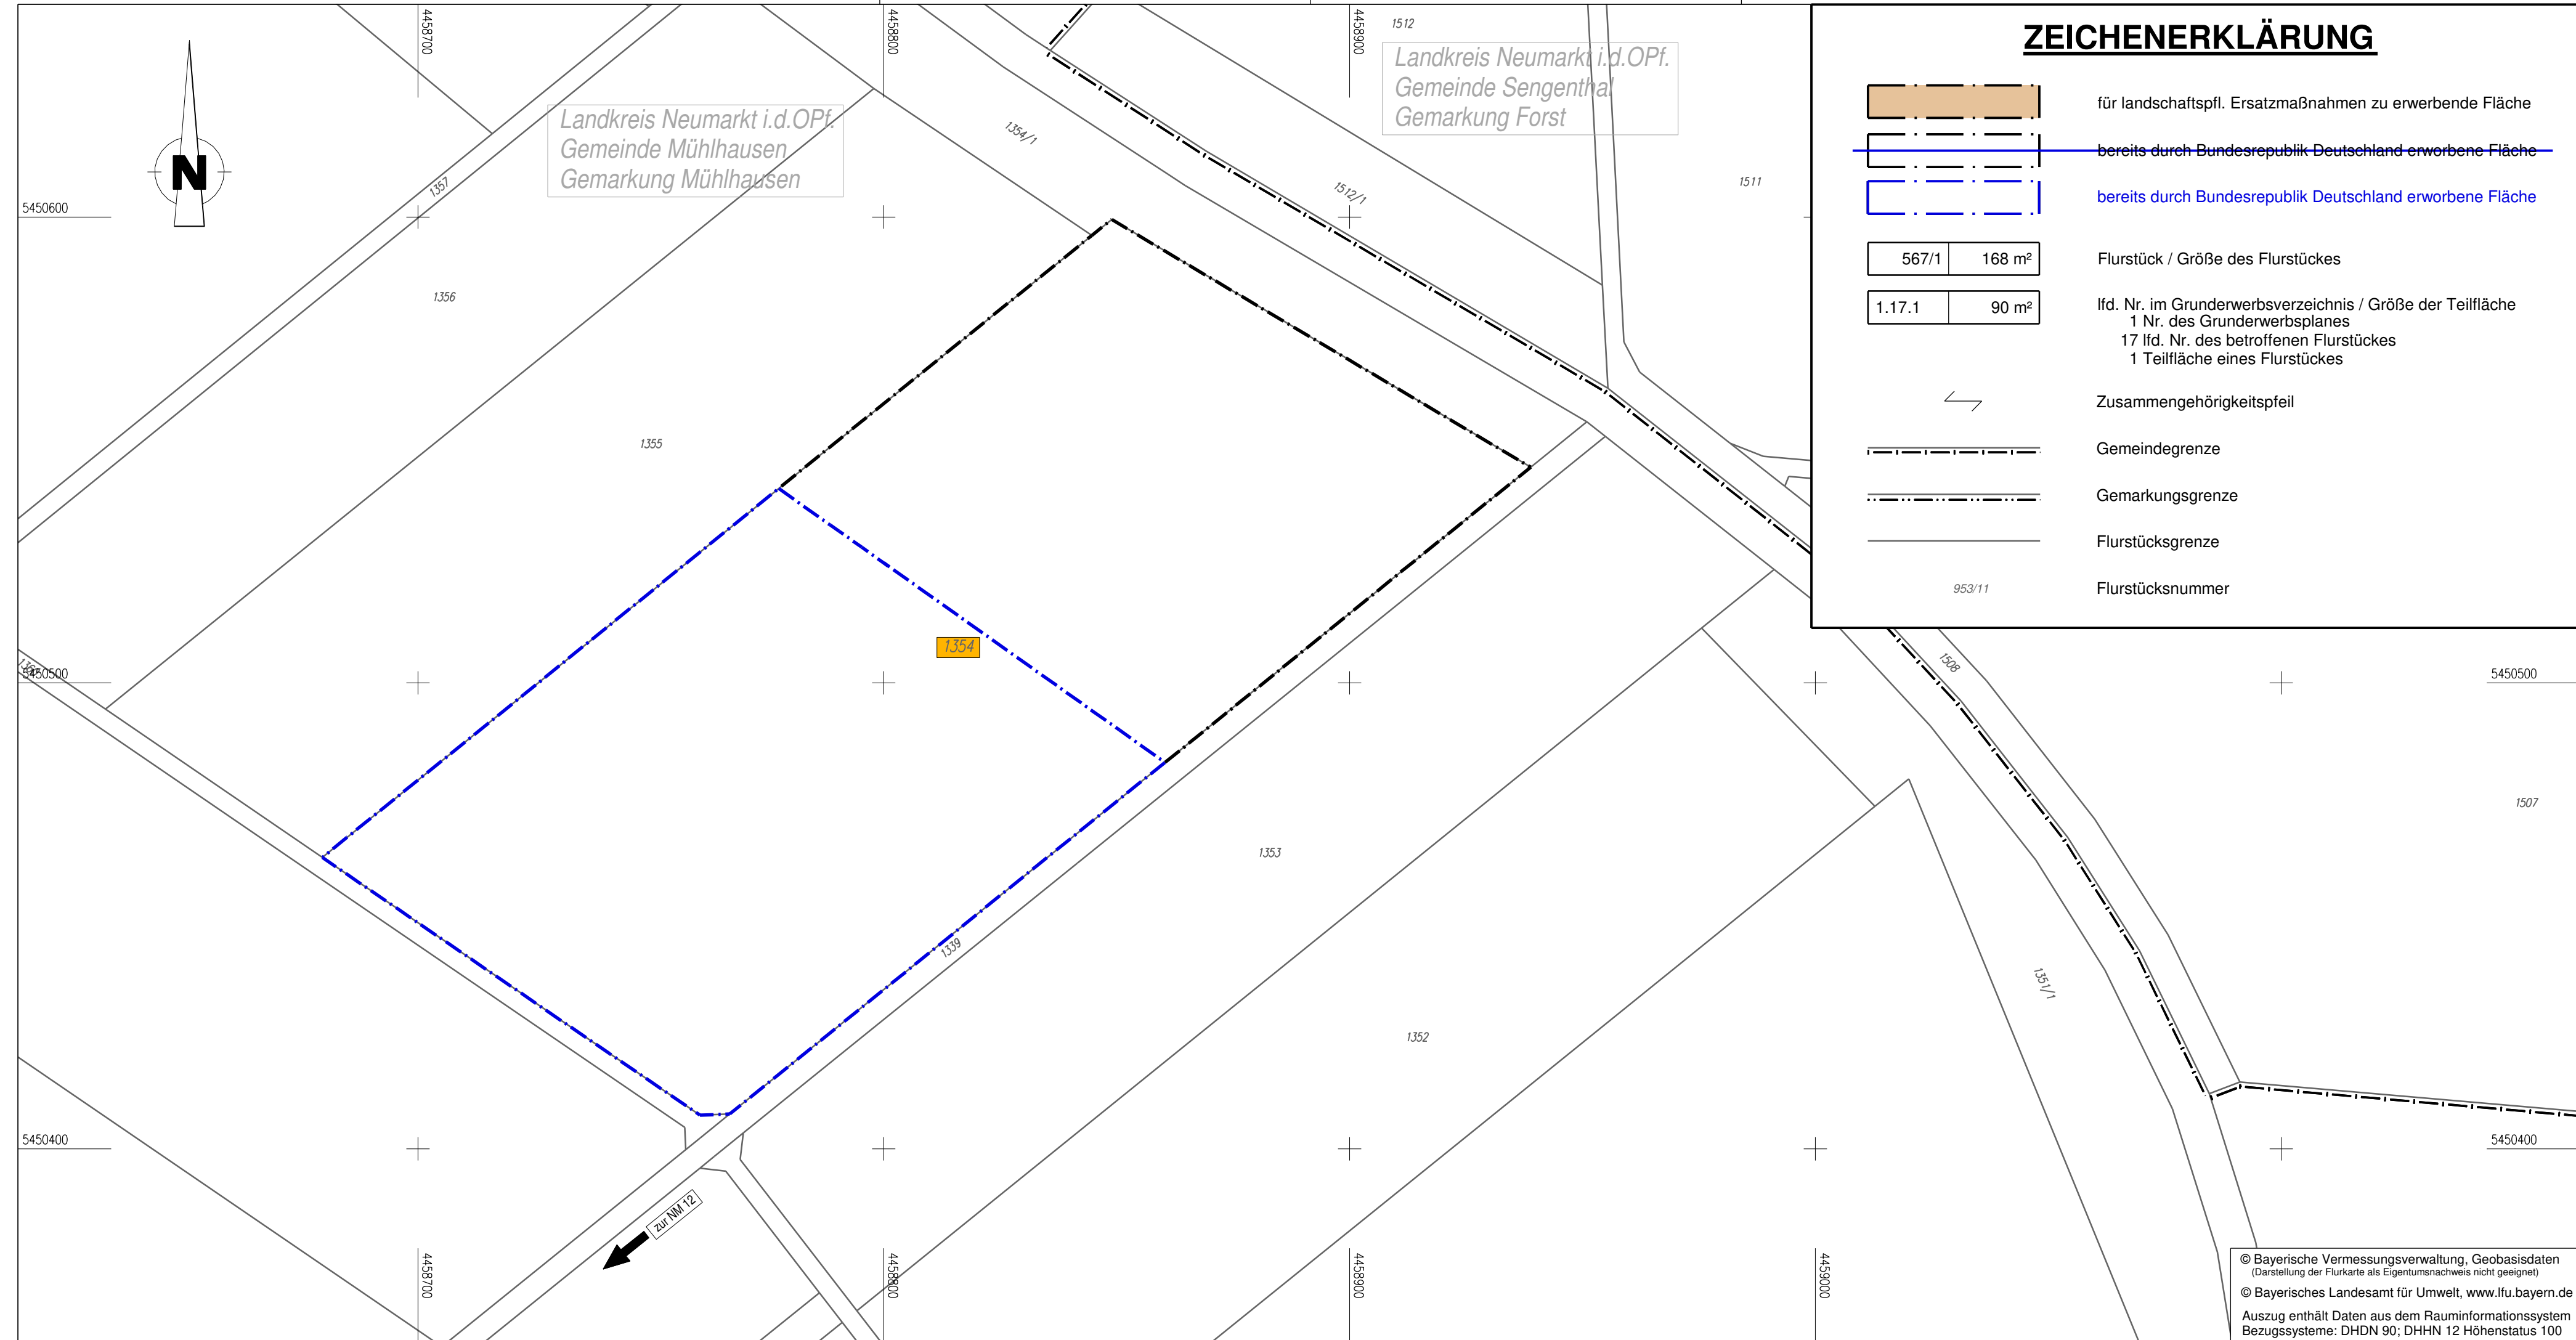 4458700
4458800
4458900
1512
Landkreis Neumarkt i.d.OPf.
Gemeinde Sengenthal
Gemarkung Forst
Landkreis Neumarkt i.d.OPf.
Gemeinde Mühlhausen
Gemarkung Mühlhausen
N
1354/1
1357
1512/1
1511
5450600
1356
1355
1354
5450500
5450500
1508
1507
1353
1339
1351/1
1352
5450400
5450400
zur NM 12
4458700
4458800
4458900
4459000
ZEICHENERKLÄRUNG
für landschaftspfl. Ersatzmaßnahmen zu erwerbende Fläche
bereits durch Bundesrepublik Deutschland erworbene Fläche
bereits durch Bundesrepublik Deutschland erworbene Fläche
567/1 168 m² Flurstück / Größe des Flurstückes
1.17.1 90 m² lfd. Nr. im Grunderwerbsverzeichnis / Größe der Teilfläche
1 Nr. des Grunderwerbsplanes
17 lfd. Nr. des betroffenen Flurstückes
1 Teilfläche eines Flurstückes
Zusammengehörigkeitspfeil
Gemeindegrenze
Gemarkungsgrenze
Flurstücksgrenze
953/11 Flurstücksnummer
© Bayerische Vermessungsverwaltung, Geobasisdaten
(Darstellung der Flurkarte als Eigentumsnachweis nicht geeignet)
© Bayerisches Landesamt für Umwelt, www.lfu.bayern.de
Auszug enthält Daten aus dem Rauminformationssystem
Bezugssysteme: DHDN 90; DHHN 12 Höhenstatus 100